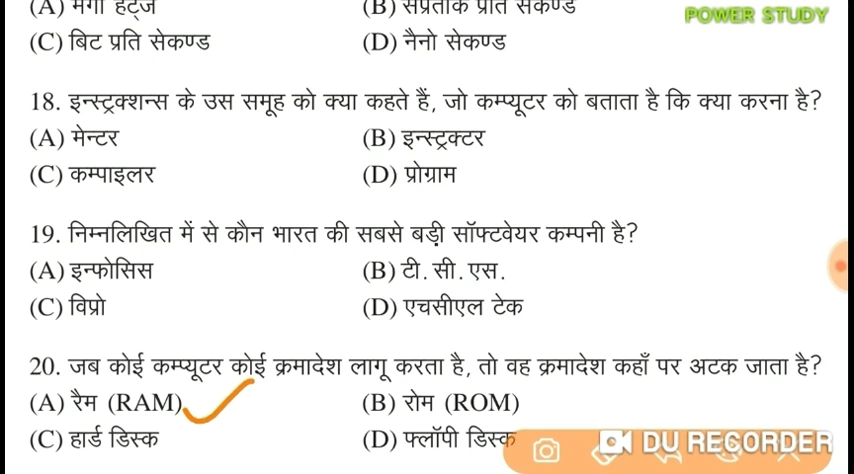 (A) मेगा हर्ट्ज (B)
POWER STUDY
(C) बिट प्रति सेकण्ड (D) नैनो सेकण्ड
18. इन्स्ट्रक्शन्स के उस समूह को क्या कहते हैं, जो कम्प्यूटर को बताता है कि क्या करना है?
(A) मेन्टर (B) इन्स्ट्रक्टर
(C) कम्पाइलर (D) प्रोग्राम
19. निम्नलिखित में से कौन भारत की सबसे बड़ी सॉफ्टवेयर कम्पनी है?
(A) इन्फोसिस (B) टी. सी. एस.
(C) विप्रो (D) एचसीएल टेक
20. जब कोई कम्प्यूटर कोई क्रमादेश लागू करता है, तो वह क्रमादेश कहाँ पर अटक जाता है?
(A) रैम (RAM) (B) रोम (ROM)
(C) हार्ड डिस्क (D) फ्लॉपी डिस्क
DU RECORDER